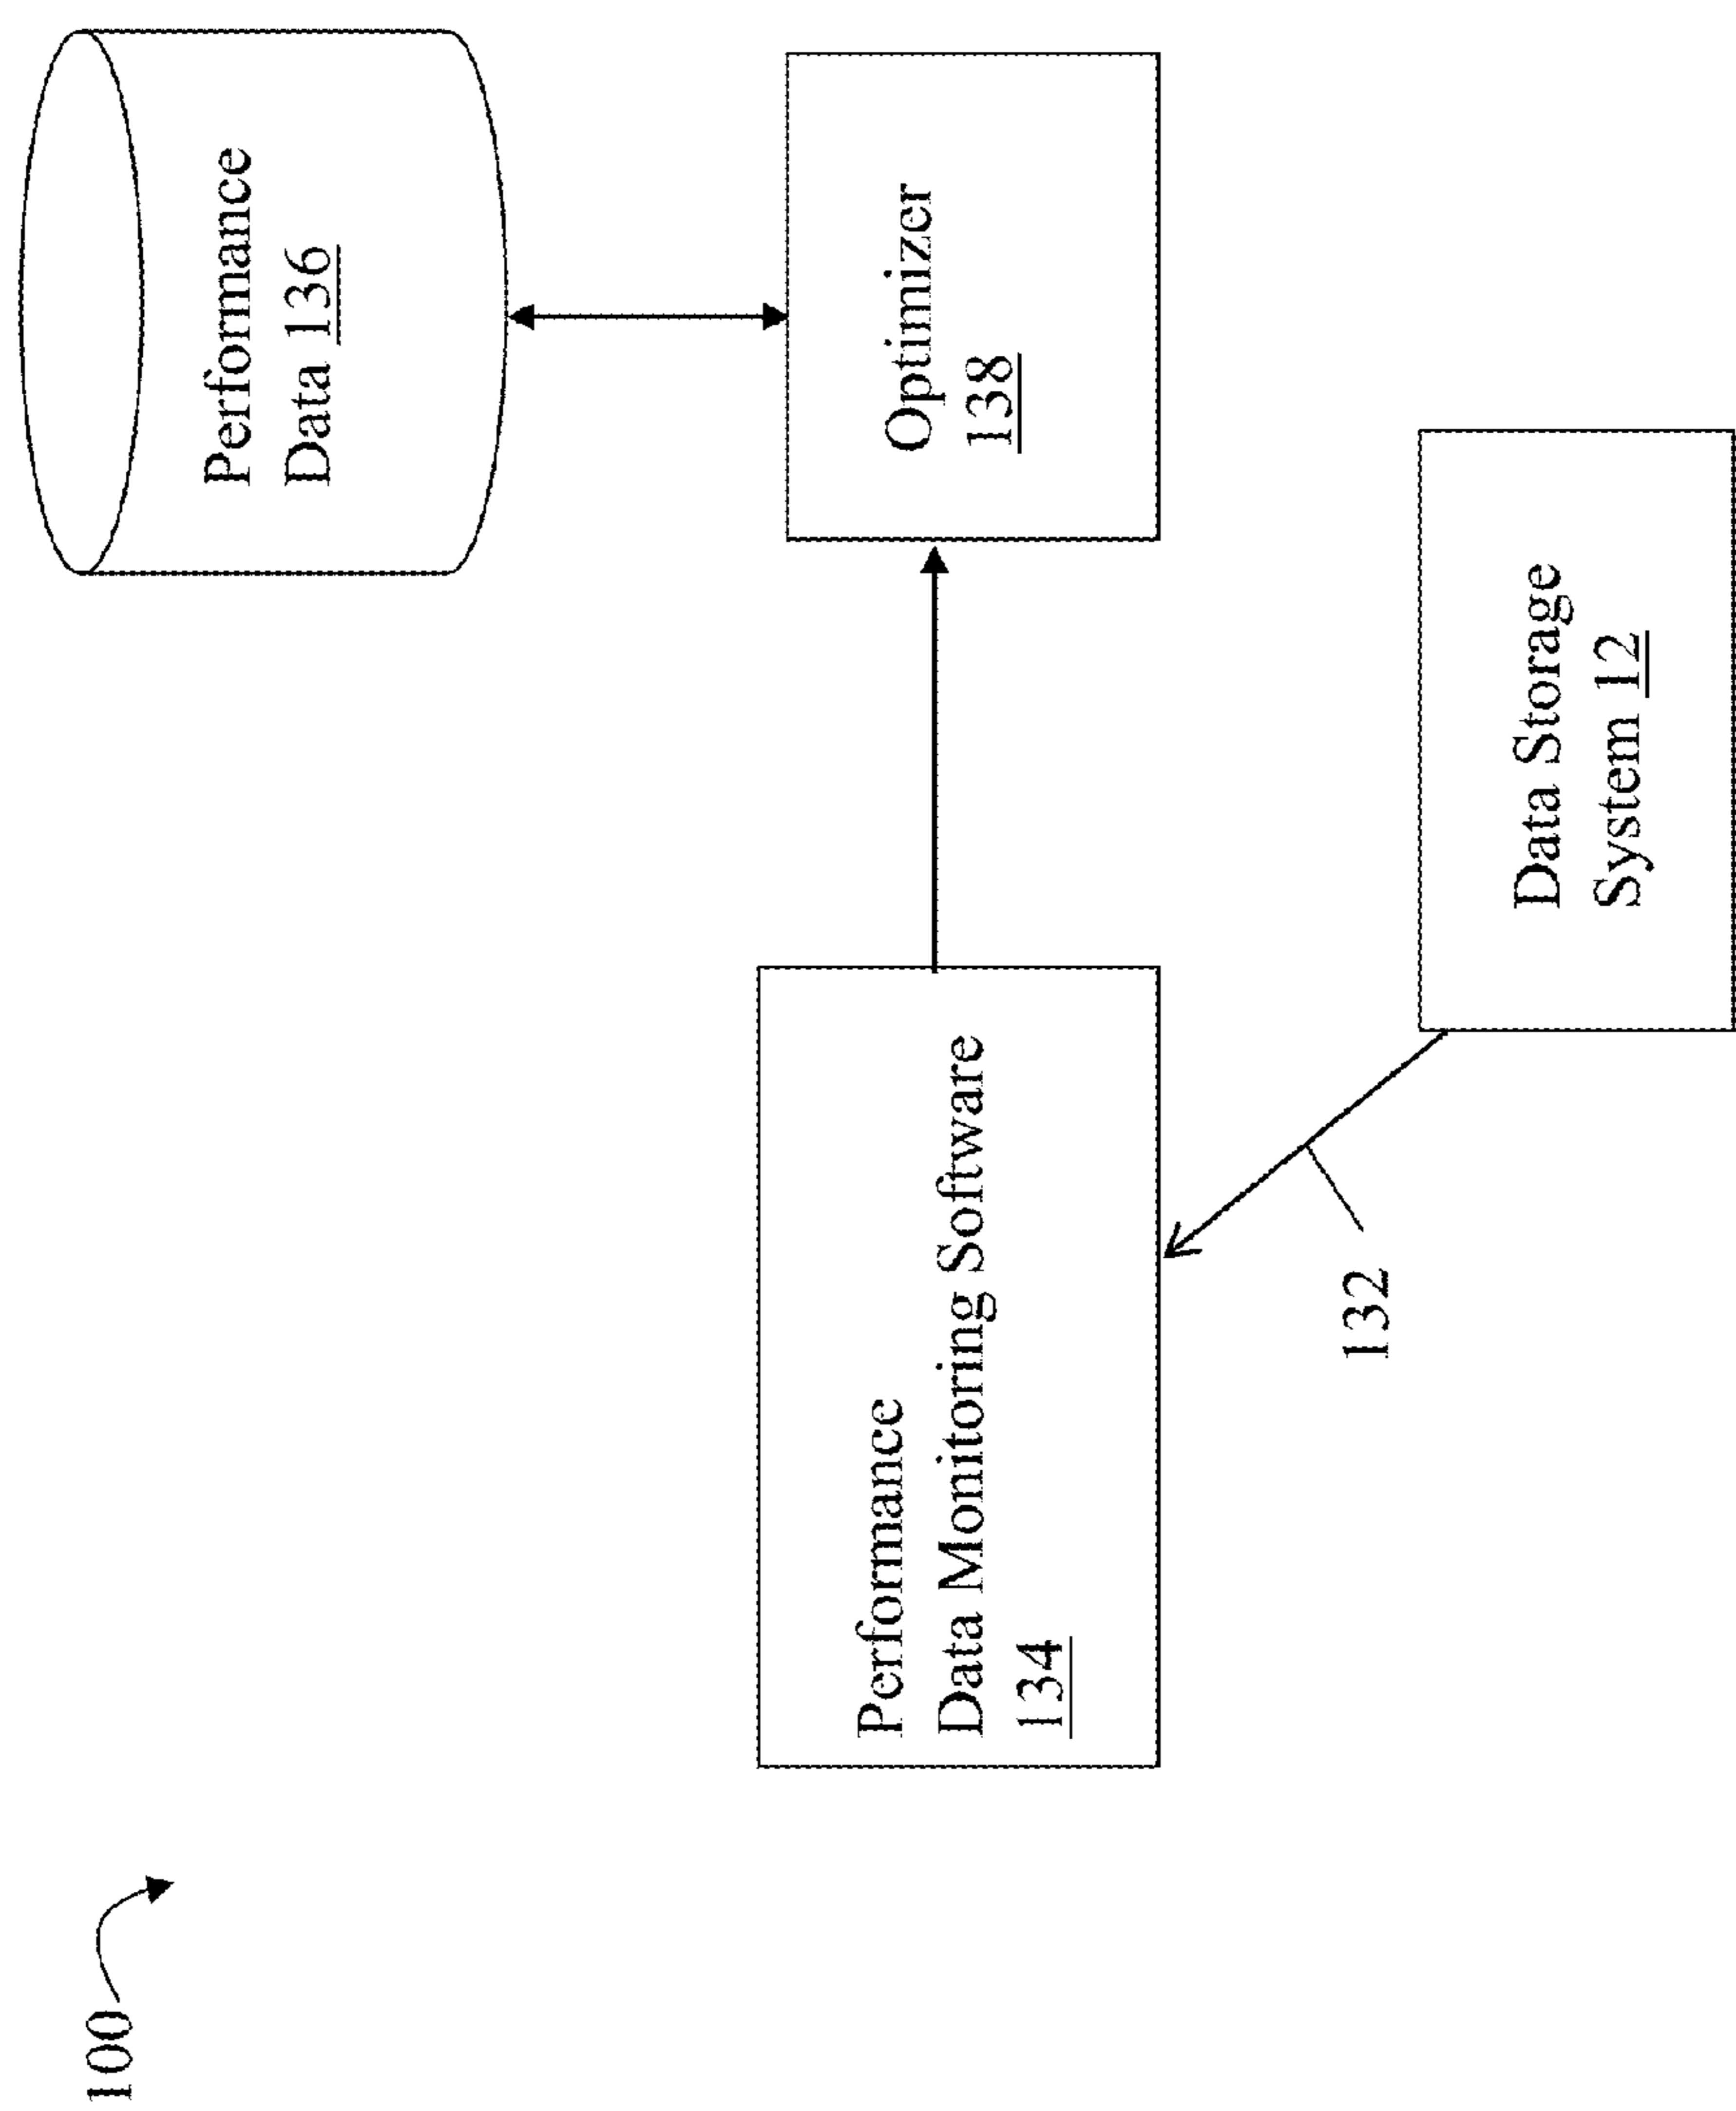 100
Performance
Data 136
Performance
Data Monitoring Software
134
Optimizer
138
132
Data Storage
System 12